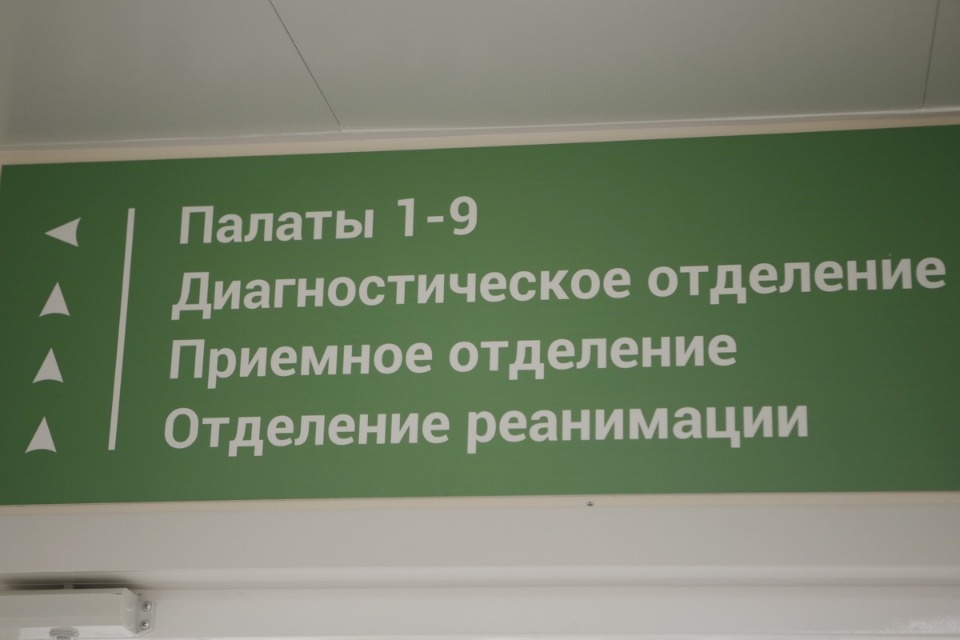 Палаты 1-9
Диагностическое отделение
Приемное отделение
Отделение реанимации